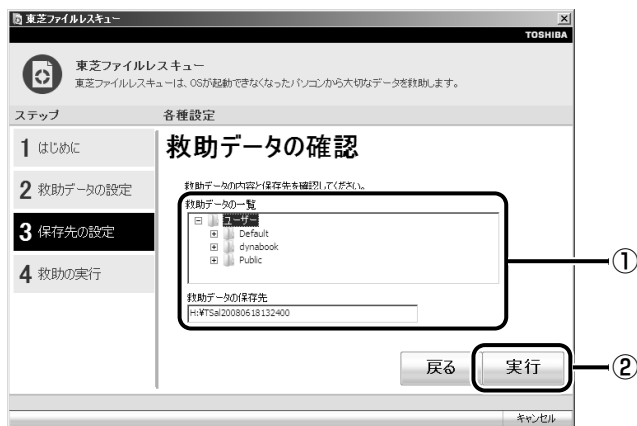 東芝ファイルレスキュー
TOSHIBA
東芝ファイルレスキュー
東芝ファイルレスキューは、OSが起動できなくなったパソコンから大切なデータを救助します。
ステップ
各種設定
1 はじめに
2 救助データの設定
3 保存先の設定
4 救助の実行
救助データの確認
救助データの内容と保存先を確認してください。
救助データの一覧
ユーザー
Default
dynabook
Public
①
救助データの保存先
H:¥TSal20080618132400
戻る
実行
②
キャンセル